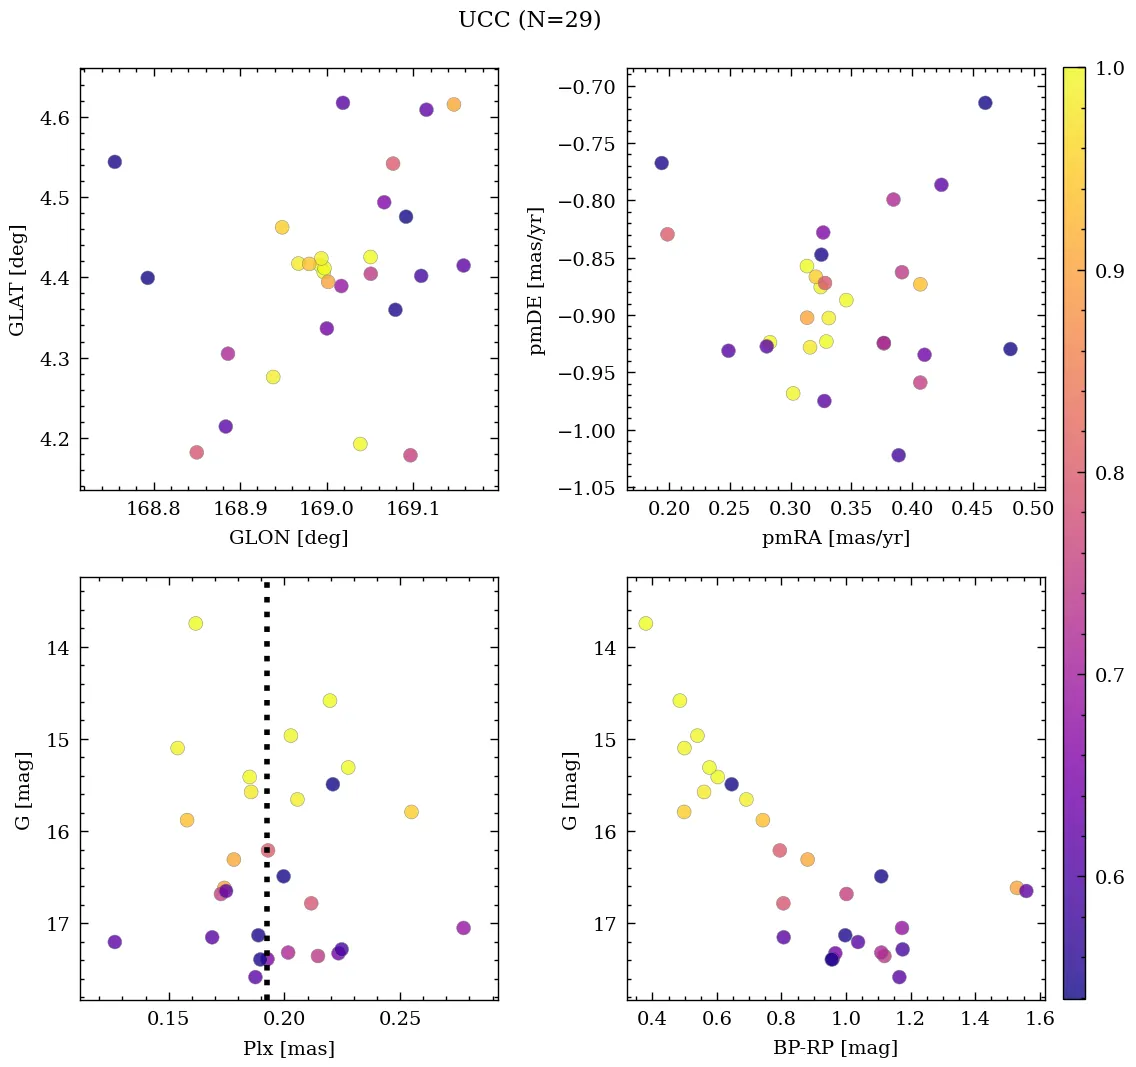 UCC (N=29)
4.6
4.5
4.4
4.3
4.2
GLAT [deg]
168.8 168.9 169.0 169.1
GLON [deg]
−0.70
−0.75
−0.80
−0.85
−0.90
−0.95
−1.00
−1.05
pmDE [mas/yr]
0.20 0.25 0.30 0.35 0.40 0.45 0.50
pmRA [mas/yr]
14
15
16
17
G [mag]
0.15 0.20 0.25
Plx [mas]
14
15
16
17
G [mag]
0.4 0.6 0.8 1.0 1.2 1.4 1.6
BP-RP [mag]
1.0
0.9
0.8
0.7
0.6